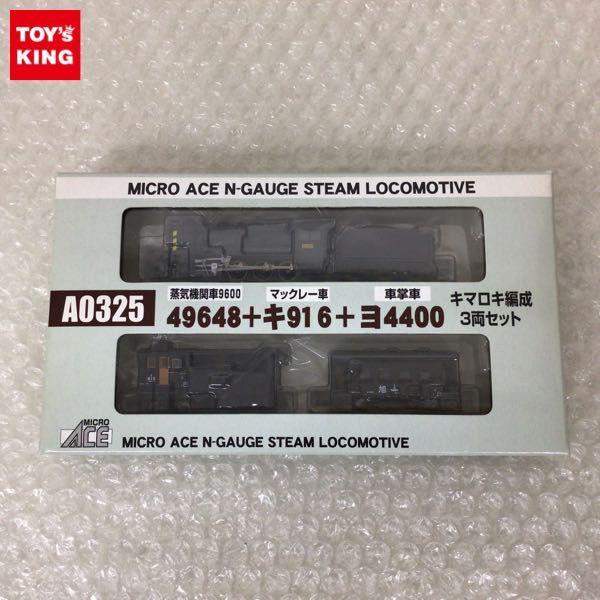 TOY's
KING
MICRO ACE N-GAUGE STEAM LOCOMOTIVE
A0325
蒸気機関車9600 マックレー車 車掌車
49648+キ916+ヨ4400
キマロキ編成
3両セット
旭
MICRO
ACE
MICRO ACE N-GAUGE STEAM LOCOMOTIVE